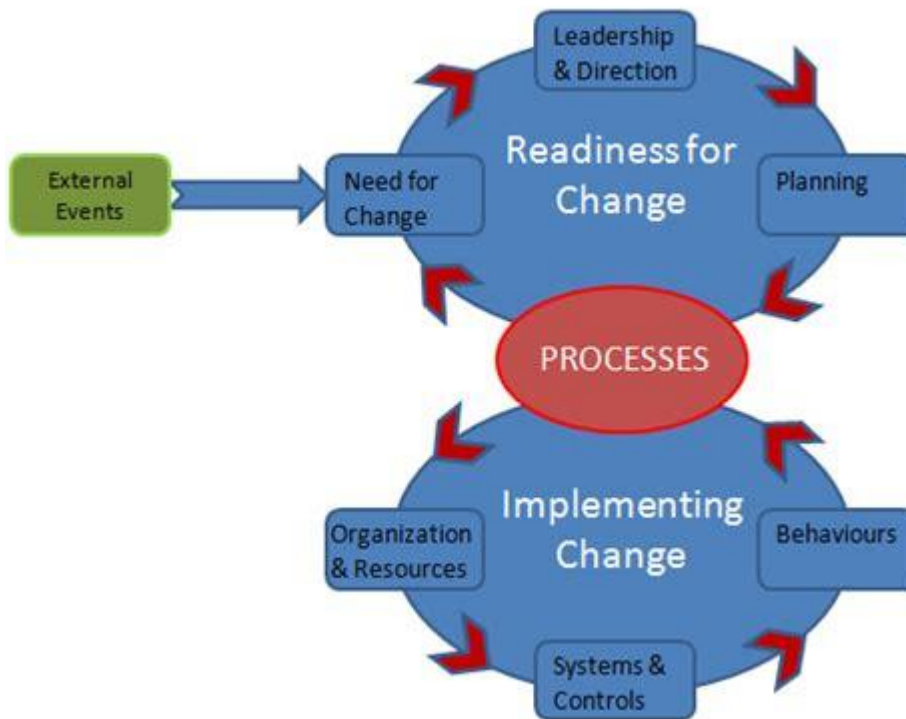 Leadership
& Direction
Readiness for
Change
External
Events
Need for
Change
Planning
PROCESSES
Implementing
Change
Organization
& Resources
Behaviours
Systems &
Controls